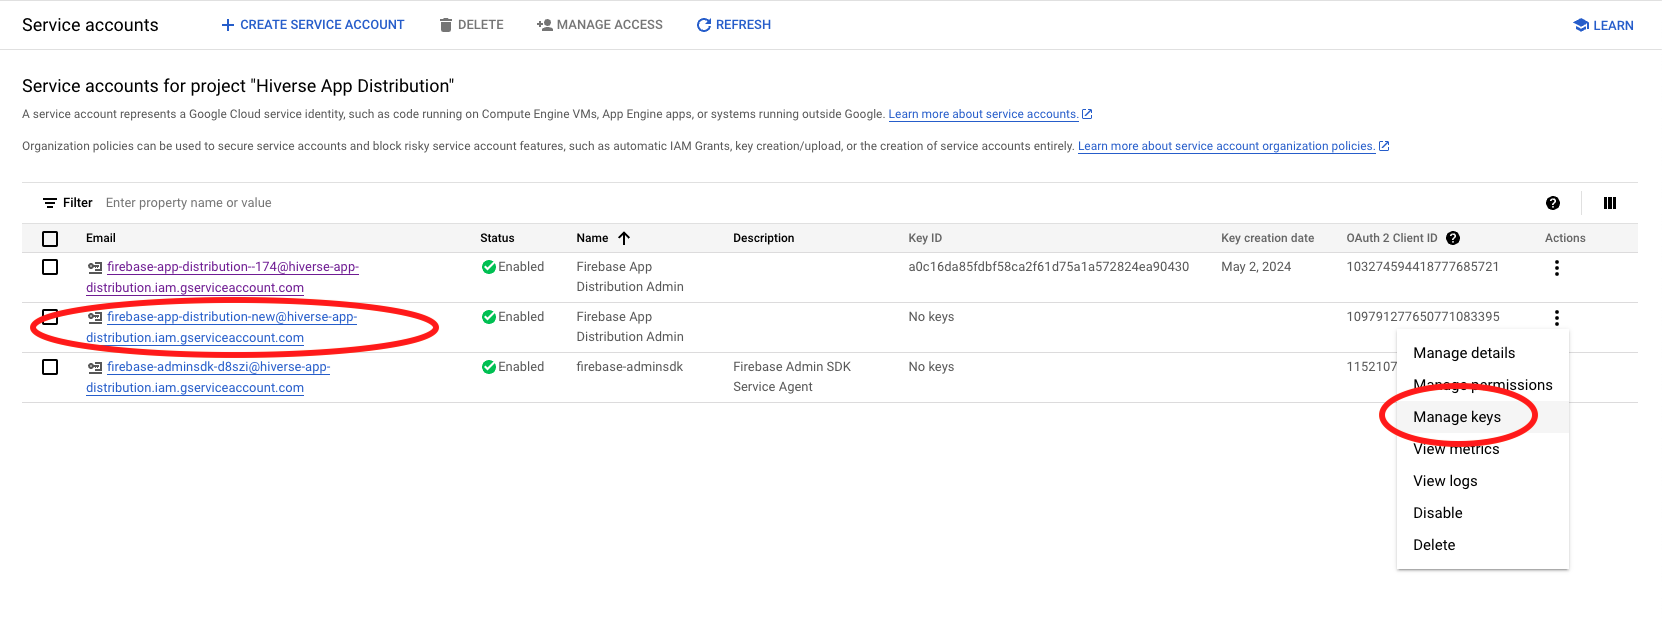 Service accounts
CREATE SERVICE ACCOUNT
DELETE
MANAGE ACCESS
REFRESH
LEARN
Service accounts for project "Hiverse App Distribution"
A service account represents a Google Cloud service identity, such as code running on Compute Engine VMs, App Engine apps, or systems running outside Google. Learn more about service accounts.
Organization policies can be used to secure service accounts and block risky service account features, such as automatic IAM Grants, key creation/upload, or the creation of service accounts entirely. Learn more about service account organization policies.
Filter Enter property name or value
Email Status Name Description Key ID Key creation date OAuth 2 Client ID Actions
firebase-app-distribution--174@hiverse-app-
distribution.iam.gserviceaccount.com
Enabled
Firebase App
Distribution Admin
a0c16da85fdbf58ca2f61d75a1a572824ea90430
May 2, 2024
103274594418777685721
firebase-app-distribution-new@hiverse-app-
distribution.iam.gserviceaccount.com
Enabled
Firebase App
Distribution Admin
No keys
109791277650771083395
firebase-adminsdk-d8szi@hiverse-app-
distribution.iam.gserviceaccount.com
Enabled
firebase-adminsdk
Firebase Admin SDK
Service Agent
No keys
1152107
Manage details
Manage permissions
Manage keys
View metrics
View logs
Disable
Delete